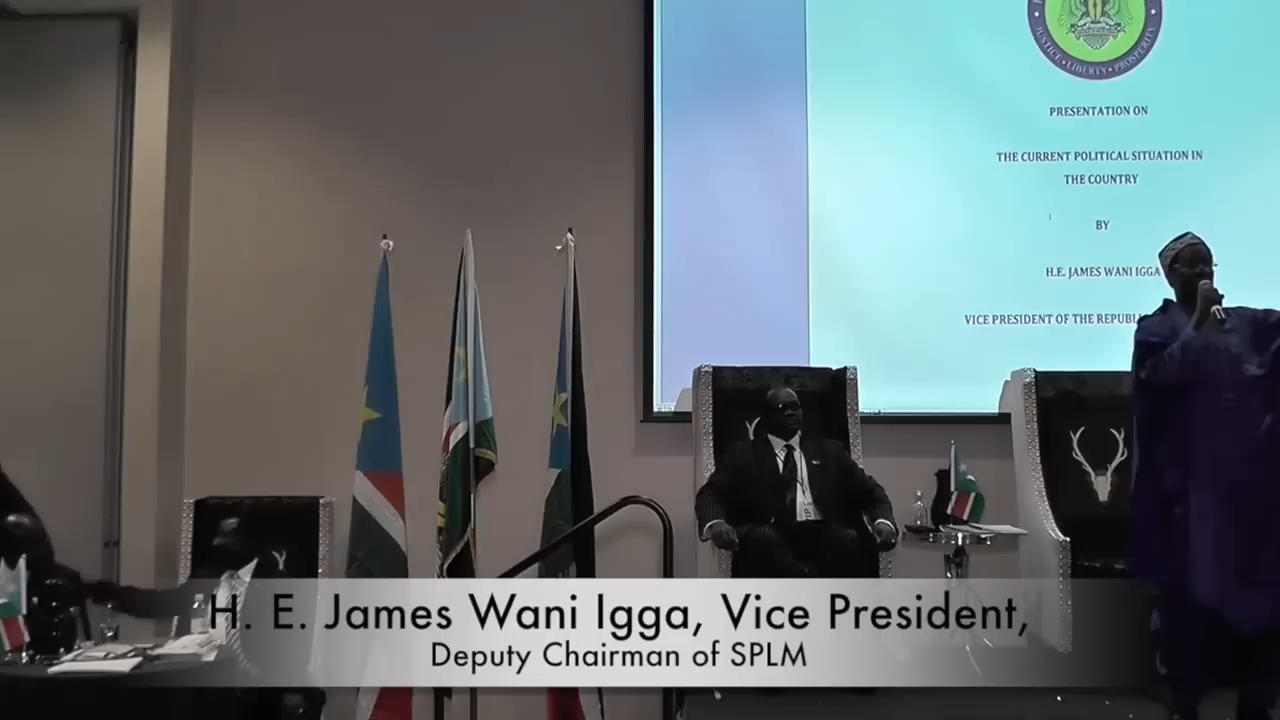 JUSTICE • LIBERTY • PROSPERITY
PRESENTATION ON
THE CURRENT POLITICAL SITUATION IN
THE COUNTRY
BY
H.E. JAMES WANI IGGA
VICE PRESIDENT OF THE
H. E. James Wani Igga, Vice President,
Deputy Chairman of SPLM